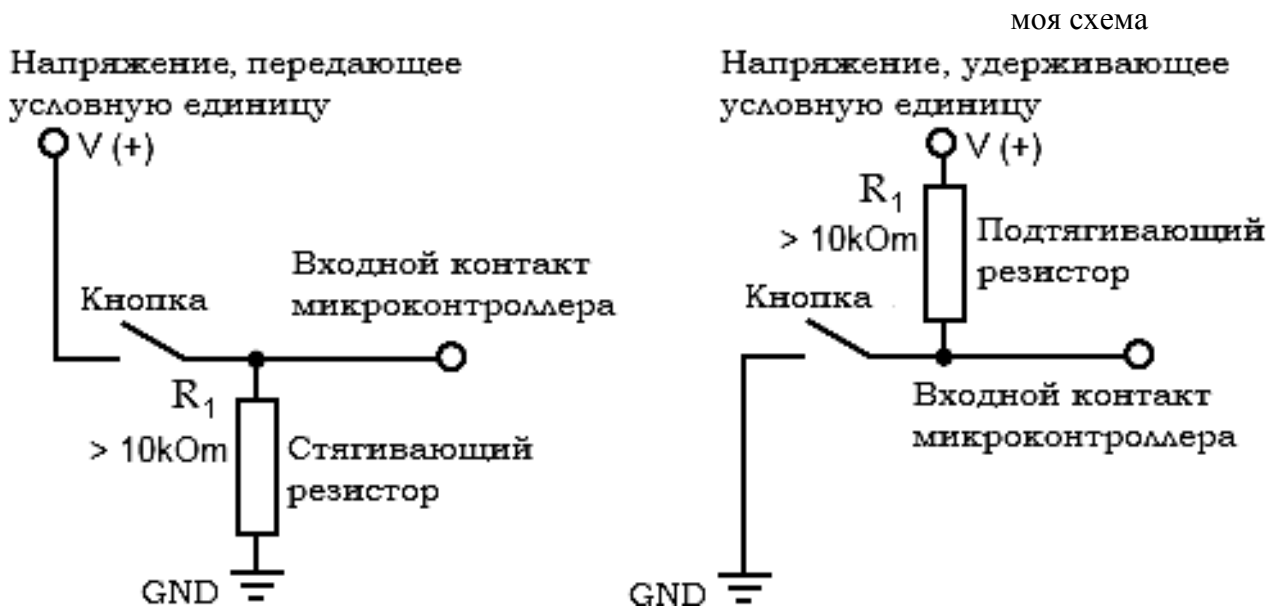 моя схема
Напряжение, передающее
условную единицу
V (+)
Кнопка
Входной контакт
микроконтроллера
R1
> 10kOm
Стягивающий
резистор
GND
Напряжение, удерживающее
условную единицу
V (+)
R1
> 10kOm
Подтягивающий
резистор
Кнопка
Входной контакт
микроконтроллера
GND